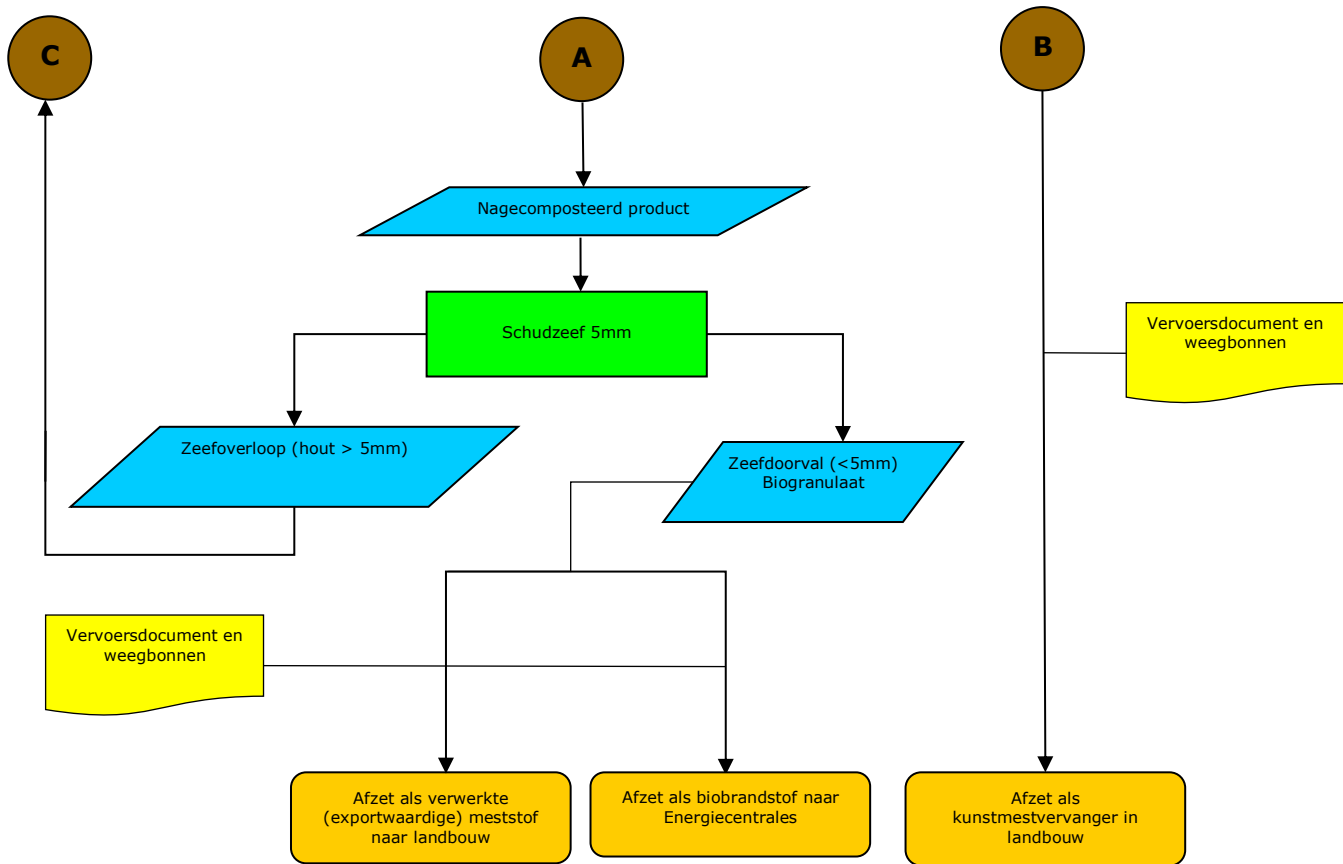 C
A
B
Nagecomposteerd product
Schudzeef 5mm
Vervoersdocument en
weegbonnen
Zeefoverloop (hout > 5mm)
Zeefdoorval (<5mm)
Biogranulaat
Vervoersdocument en
weegbonnen
Afzet als verwerkte
(exportwaardige) meststof
naar landbouw
Afzet als biobrandstof naar
Energiecentrales
Afzet als
kunstmestvervanger in
landbouw